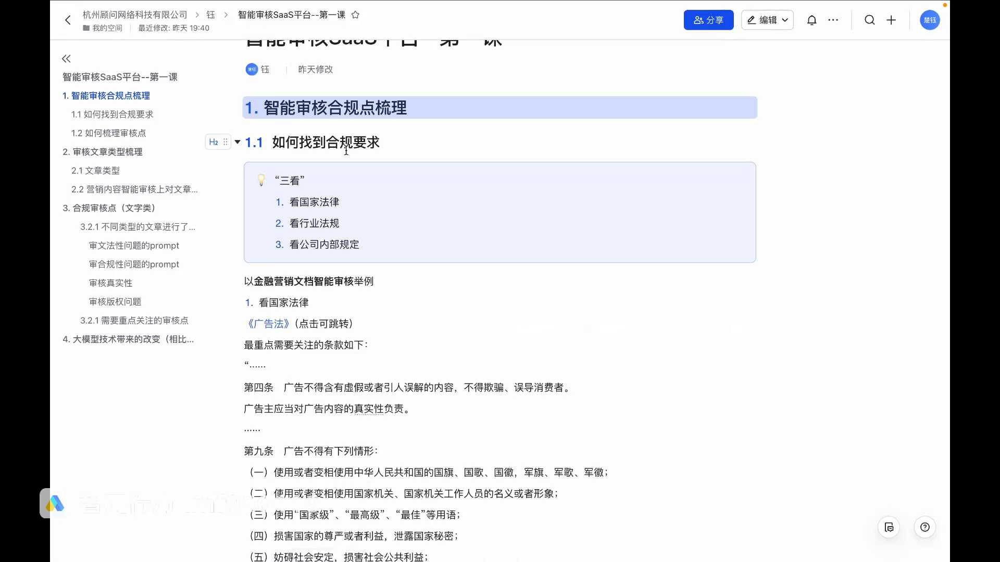 杭州顾问网络科技有限公司 > 钰 > 智能审核SaaS平台--第一课
我的空间 | 最近修改: 昨天 19:40
分享
编辑
楚钰
智能审核SaaS平台--第一课
1. 智能审核合规点梳理
1.1 如何找到合规要求
1.2 如何梳理审核点
2. 审核文章类型梳理
2.1 文章类型
2.2 营销内容智能审核上对文章...
3. 合规审核点（文字类）
3.2.1 不同类型的文章进行了...
审文法性问题的prompt
审合规性问题的prompt
审核真实性
审核版权问题
3.2.1 需要重点关注的审核点
4. 大模型技术带来的改变（相比...
智能审核SaaS平台--第一课
楚钰 钰 | 昨天修改
1. 智能审核合规点梳理
H2 1.1 如何找到合规要求
“三看”
1. 看国家法律
2. 看行业法规
3. 看公司内部规定
以金融营销文档智能审核举例
1. 看国家法律
《广告法》（点击可跳转）
最重点需要关注的条款如下：
“……
第四条 广告不得含有虚假或者引人误解的内容，不得欺骗、误导消费者。
广告主应当对广告内容的真实性负责。
……
第九条 广告不得有下列情形：
（一）使用或者变相使用中华人民共和国的国旗、国歌、国徽，军旗、军歌、军徽；
（二）使用或者变相使用国家机关、国家机关工作人员的名义或者形象；
（三）使用“国家级”、“最高级”、“最佳”等用语；
（四）损害国家的尊严或者利益，泄露国家秘密；
（五）妨碍社会安定，损害社会公共利益；